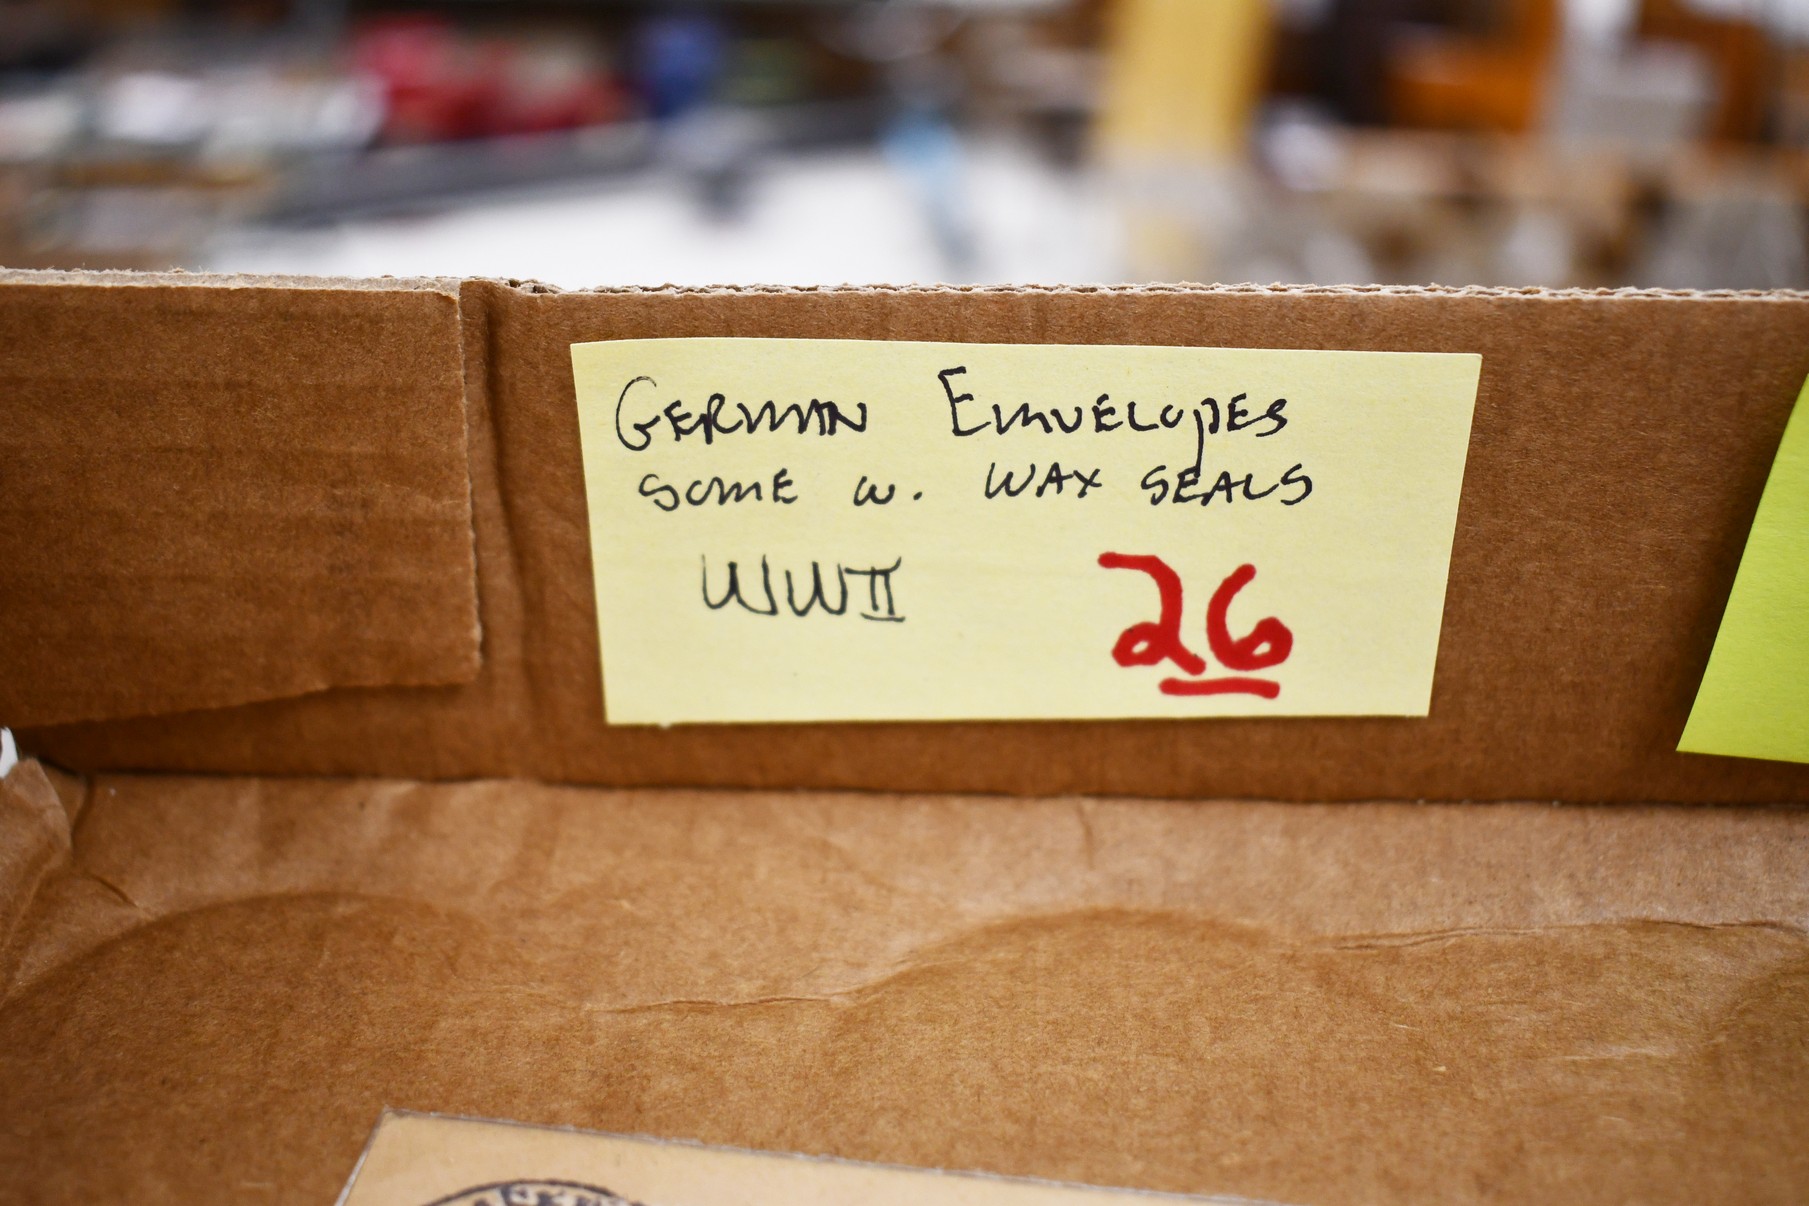 GERMAN ENVELOPES
SOME W. WAX SEALS
WWII 26